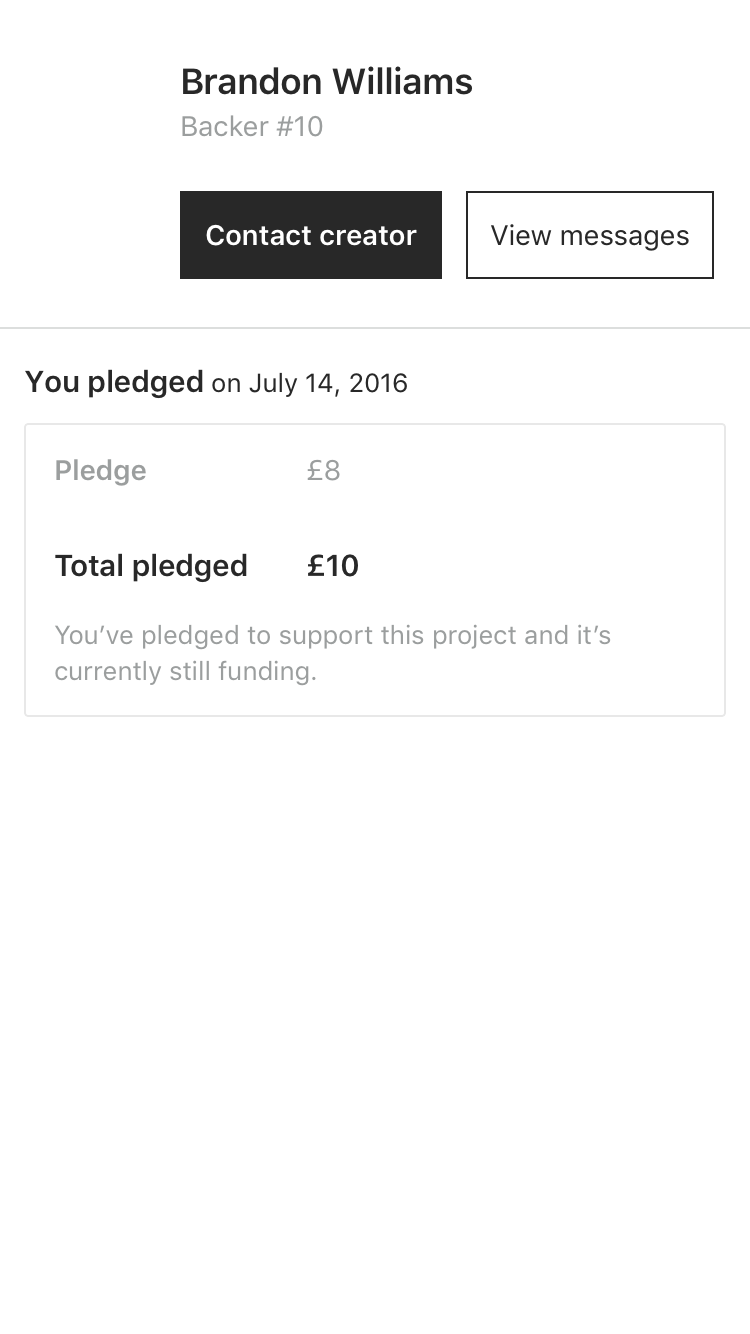 Brandon Williams
Backer #10
Contact creator View messages
You pledged on July 14, 2016
Pledge £8
Total pledged £10
You’ve pledged to support this project and it’s
currently still funding.